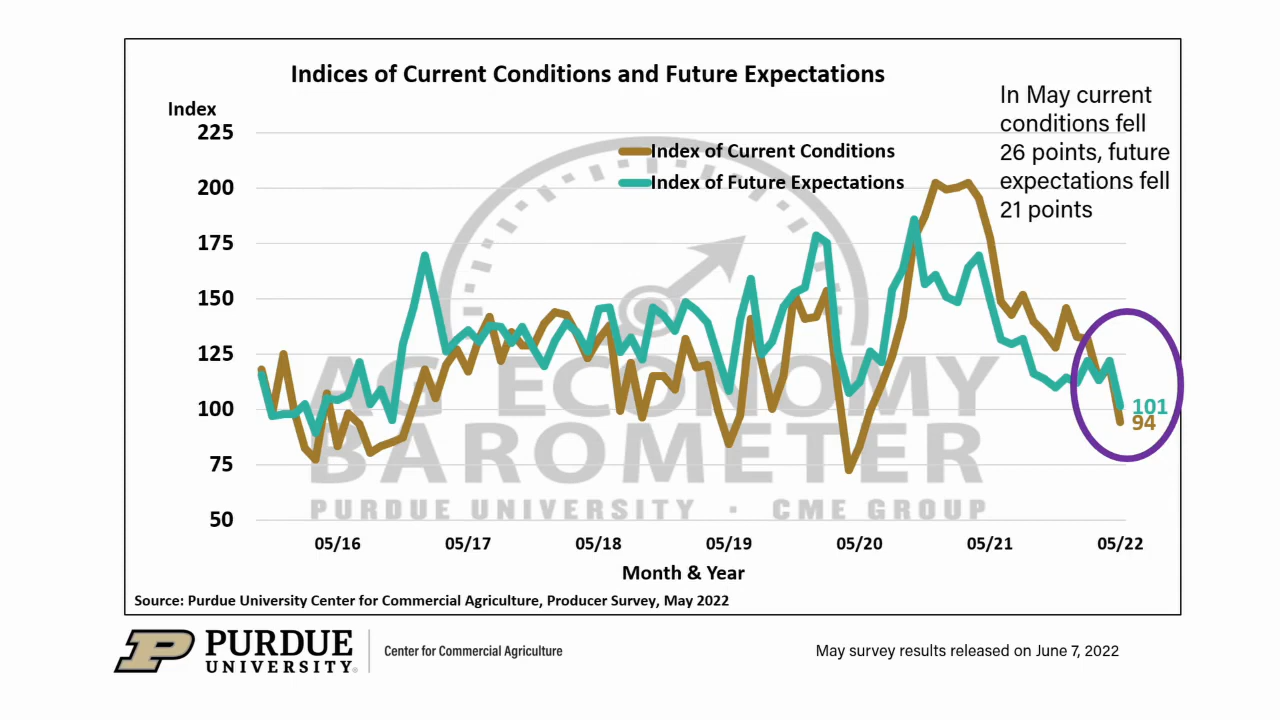 Indices of Current Conditions and Future Expectations
In May current
conditions fell
26 points, future
expectations fell
21 points
Index
225
200
175
150
125
100
75
50
Index of Current Conditions
Index of Future Expectations
AG ECONOMY
BAROMETER
PURDUE UNIVERSITY · CME GROUP
101
94
05/16
05/17
05/18
05/19
05/20
05/21
05/22
Month & Year
Source: Purdue University Center for Commercial Agriculture, Producer Survey, May 2022
P
PURDUE
UNIVERSITY®
Center for Commercial Agriculture
May survey results released on June 7, 2022